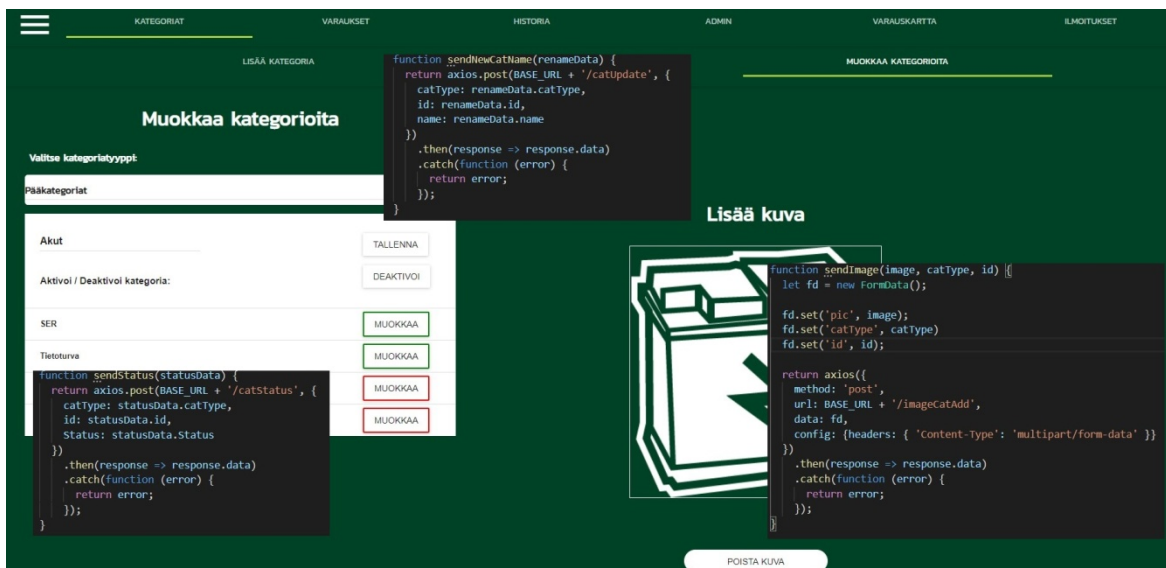 KATEGORIAT
VARAUKSET
HISTORIA
ADMIN
VARAUSKARTTA
ILMOITUKSET
LISÄÄ KATEGORIA
MUOKKAA KATEGORIOITA
Muokkaa kategorioita
Valitse kategoriatyyppi:
Pääkategoriat
Akut
TALLENNA
Aktivoi / Deaktivoi kategoria:
DEAKTIVOI
SER
MUOKKAA
Tietoturva
MUOKKAA
MUOKKAA
MUOKKAA
function sendNewCatName(renameData) {
return axios.post(BASE_URL + '/catUpdate', {
catType: renameData.catType,
id: renameData.id,
name: renameData.name
})
.then(response => response.data)
.catch(function (error) {
return error;
});
}
function sendStatus(statusData) {
return axios.post(BASE_URL + '/catStatus', {
catType: statusData.catType,
id: statusData.id,
Status: statusData.Status
})
.then(response => response.data)
.catch(function (error) {
return error;
});
}
Lisää kuva
function sendImage(image, catType, id) {
let fd = new FormData();
fd.set('pic', image);
fd.set('catType', catType)
fd.set('id', id);
return axios({
method: 'post',
url: BASE_URL + '/imageCatAdd',
data: fd,
config: {headers: { 'Content-Type': 'multipart/form-data' }}
})
.then(response => response.data)
.catch(function (error) {
return error;
});
}
POISTA KUVA